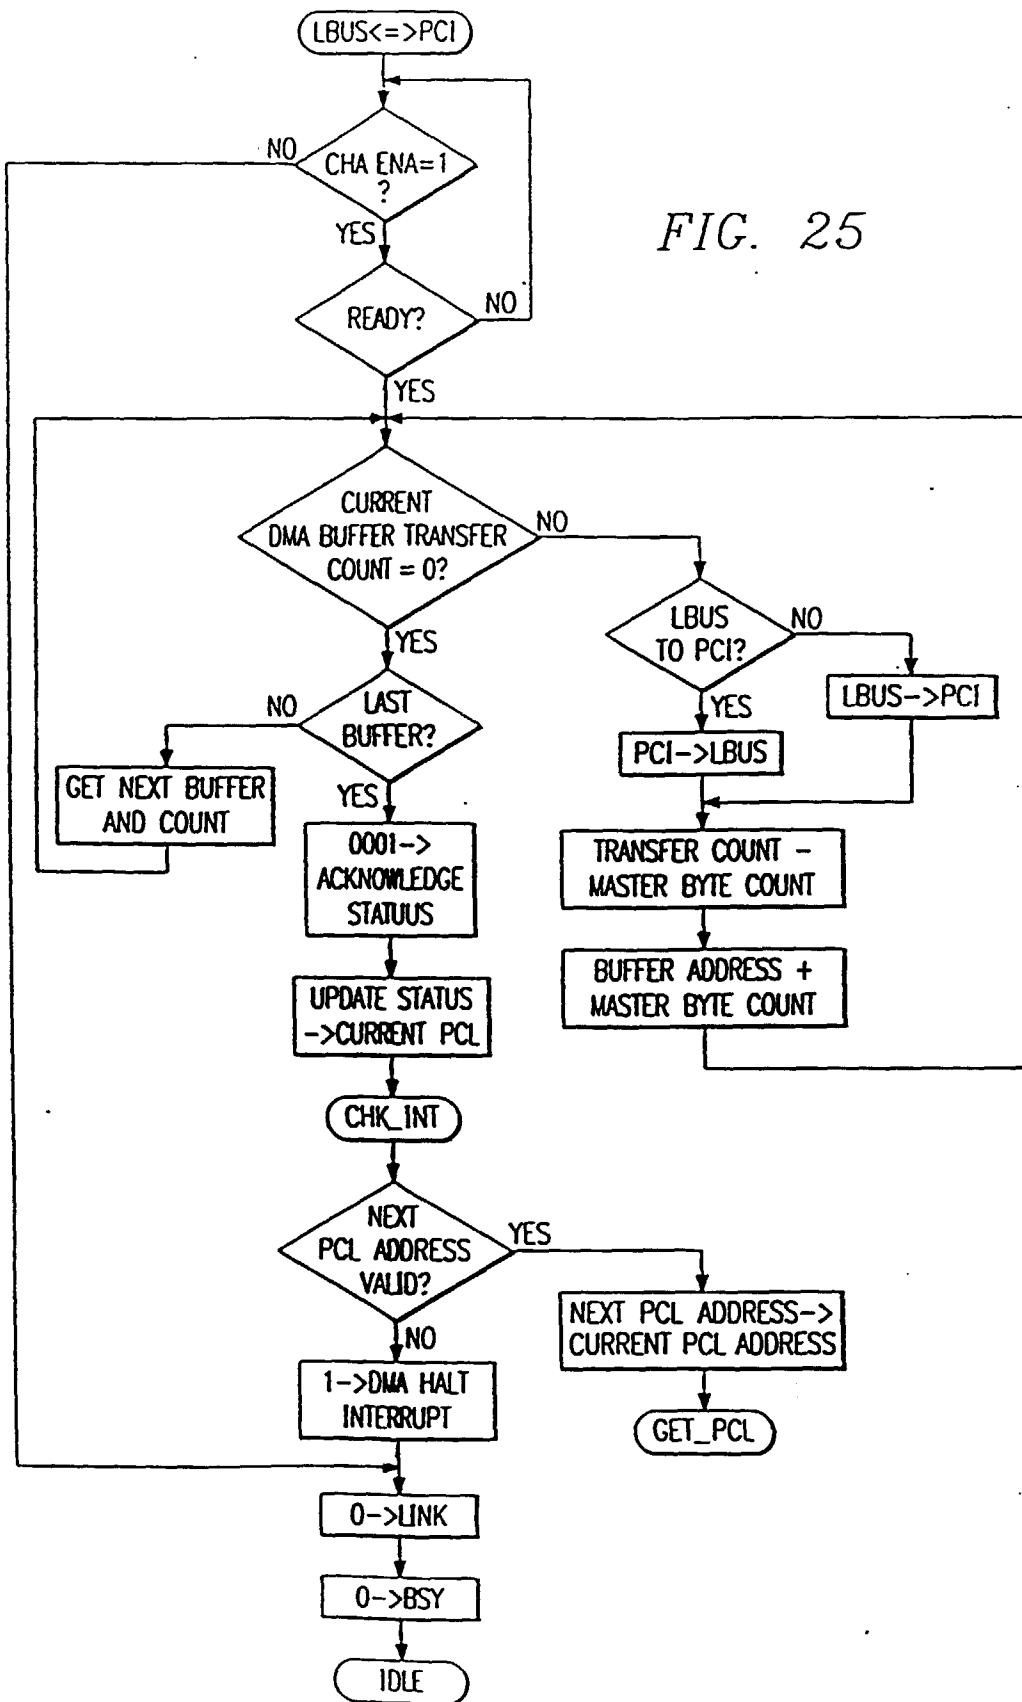 LBUS<=>PCI
NO
CHA ENA=1
?
YES
FIG. 25
READY?
NO
YES
CURRENT
DMA BUFFER TRANSFER
COUNT = 0?
NO
YES
LBUS
TO PCI?
NO
YES
LBUS->PCI
PCI->LBUS
NO
LAST
BUFFER?
YES
GET NEXT BUFFER
AND COUNT
0001->
ACKNOWLEDGE
STATUUS
TRANSFER COUNT -
MASTER BYTE COUNT
BUFFER ADDRESS +
MASTER BYTE COUNT
UPDATE STATUS
->CURRENT PCL
CHK_INT
NEXT
PCL ADDRESS
VALID?
YES
NO
NEXT PCL ADDRESS->
CURRENT PCL ADDRESS
GET_PCL
1->DMA HALT
INTERRUPT
0->LINK
0->BSY
IDLE